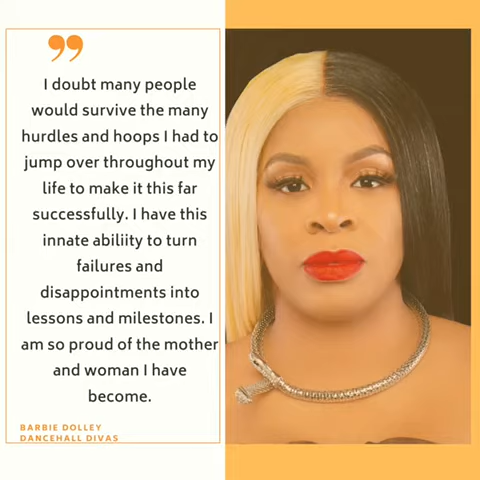 I doubt many people
would survive the many
hurdles and hoops I had to
jump over throughout my
life to make it this far
successfully. I have this
innate abiliity to turn
failures and
disappointments into
lessons and milestones. I
am so proud of the mother
and woman I have
become.
BARBIE DOLLEY
DANCEHALL DIVAS